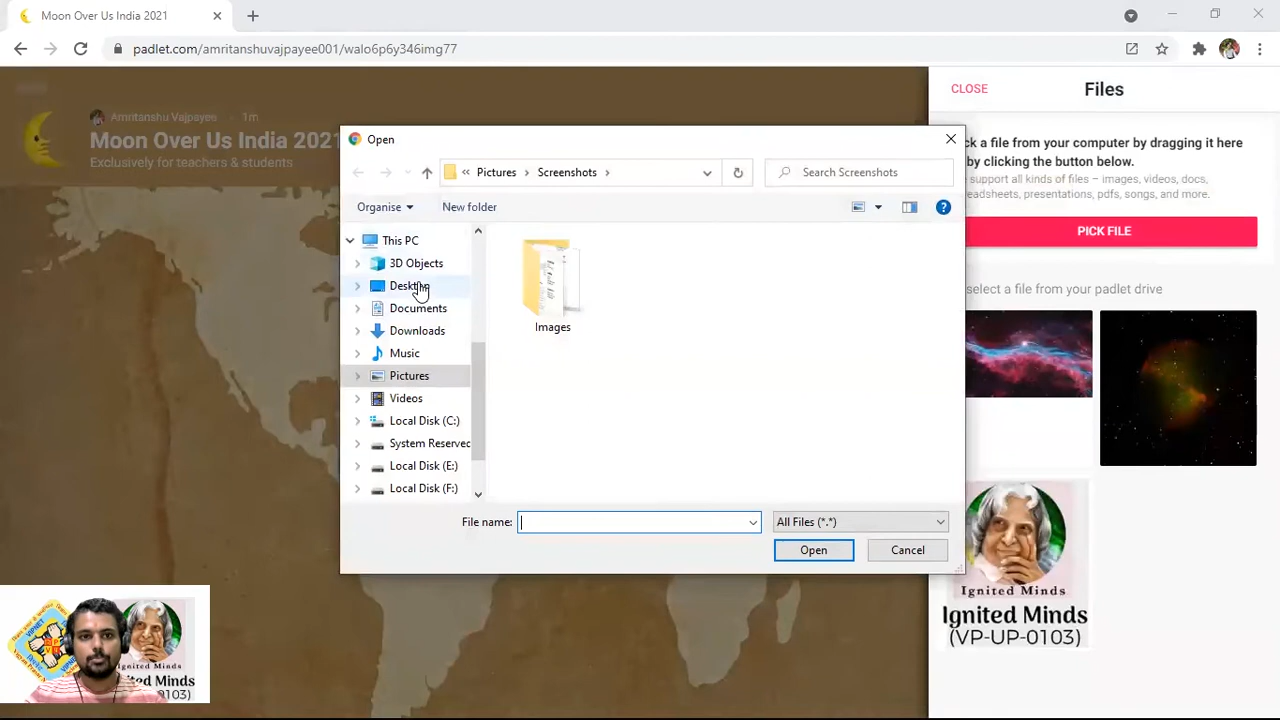 Moon Over Us India 2021
padlet.com/amritanshuvajpayee001/walo6p6y346img77
Amritanshu Vajpayee 1m
Moon Over Us India 2021
Exclusively for teachers & students
CLOSE
Files
ck a file from your computer by dragging it here
by clicking the button below.
support all kinds of files – images, videos, docs,
eadsheets, presentations, pdfs, songs, and more.
PICK FILE
select a file from your padlet drive
Open
Pictures
Screenshots
Search Screenshots
Organise
New folder
This PC
3D Objects
Desktop
Documents
Downloads
Music
Pictures
Videos
Local Disk (C:)
System Reserved
Local Disk (E:)
Local Disk (F:)
Images
File name:
All Files (*.*)
Open
Cancel
Ignited Minds
Ignited Minds
(VP-UP-0103)
VIPNET